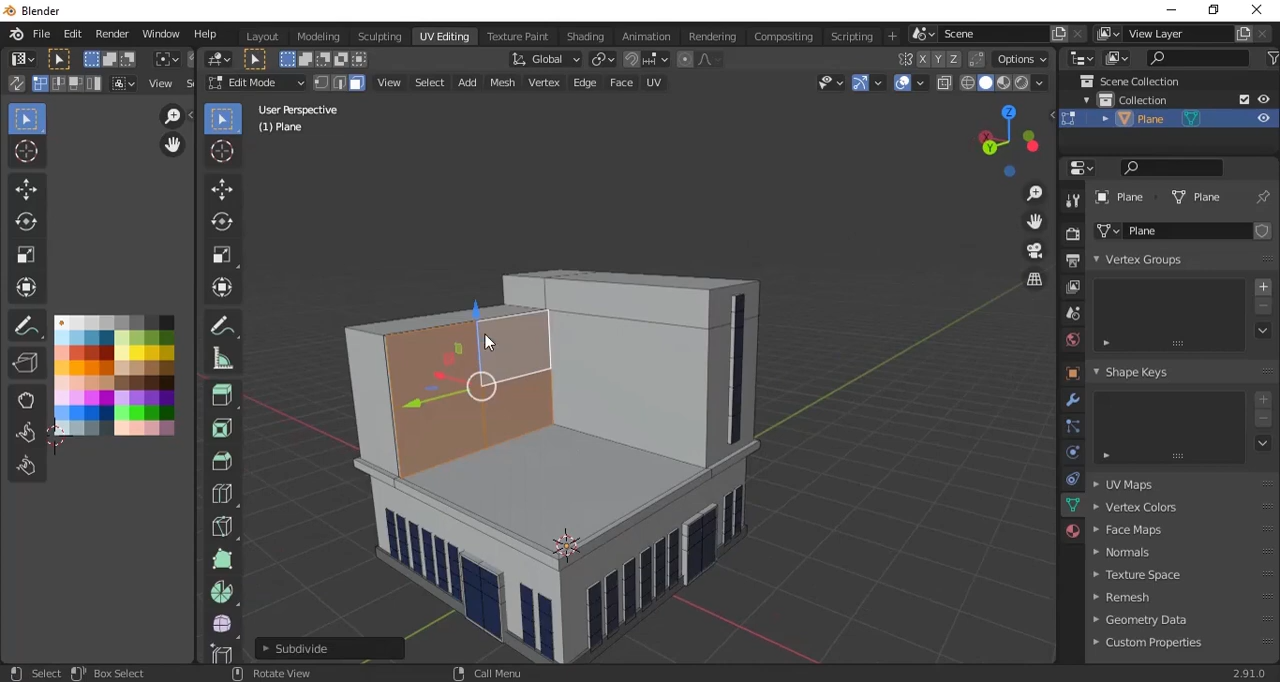 Blender
File Edit Render Window Help Layout Modeling Sculpting UV Editing Texture Paint Shading Animation Rendering Compositing Scripting + Scene View Layer
Global Options
View Edit Mode View Select Add Mesh Vertex Edge Face UV X Y Z
User Perspective
(1) Plane
Z
X
Y
Scene Collection
Collection
Plane
Plane Plane
Plane
Vertex Groups
Shape Keys
UV Maps
Vertex Colors
Face Maps
Normals
Texture Space
Remesh
Geometry Data
Custom Properties
Subdivide
Select Box Select Rotate View Call Menu 2.91.0